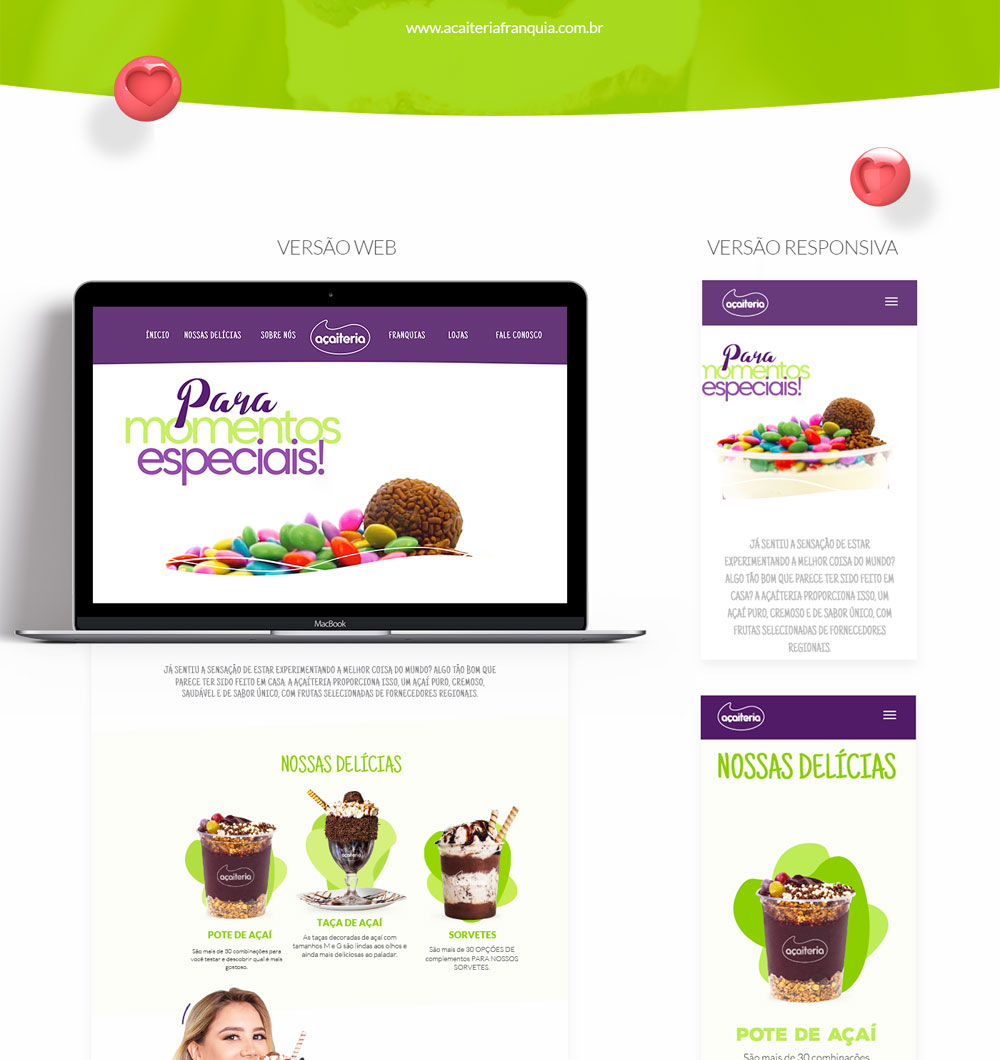 www.acaiteriafranquia.com.br
VERSÃO WEB
ÍNICIO NOSSAS DELÍCIAS SOBRE NÓS açaiteria FRANQUIAS LOJAS FALE CONOSCO
Para
momentos
especiais!
MacBook
JÁ SENTIU A SENSAÇÃO DE ESTAR EXPERIMENTANDO A MELHOR COISA DO MUNDO? ALGO TÃO BOM QUE
PARECE TER SIDO FEITO EM CASA. A AÇAÍTERIA PROPORCIONA ISSO, UM AÇAÍ PURO, CREMOSO,
SAUDÁVEL E DE SABOR ÚNICO, COM FRUTAS SELECIONADAS DE FORNECEDORES REGIONAIS.
NOSSAS DELÍCIAS
açaiteria
açaiteria
POTE DE AÇAÍ
São mais de 30 combinações para
você testar e descobrir qual é mais
gostoso.
TAÇA DE AÇAÍ
As taças decoradas de açaí com
tamanhos M e G são lindas aos olhos e
ainda mais deliciosas ao paladar.
SORVETES
São mais de 30 OPÇÕES DE
complementos PARA NOSSOS
SORVETES.
VERSÃO RESPONSIVA
açaiteria
Para
momentos
especiais!
JÁ SENTIU A SENSAÇÃO DE ESTAR
EXPERIMENTANDO A MELHOR COISA DO MUNDO?
ALGO TÃO BOM QUE PARECE TER SIDO FEITO EM
CASA? A AÇAÍTERIA PROPORCIONA ISSO, UM
AÇAÍ PURO, CREMOSO E DE SABOR ÚNICO, COM
FRUTAS SELECIONADAS DE FORNECEDORES
REGIONAIS.
açaiteria
NOSSAS DELÍCIAS
açaiteria
POTE DE AÇAÍ
São mais de 30 combinações